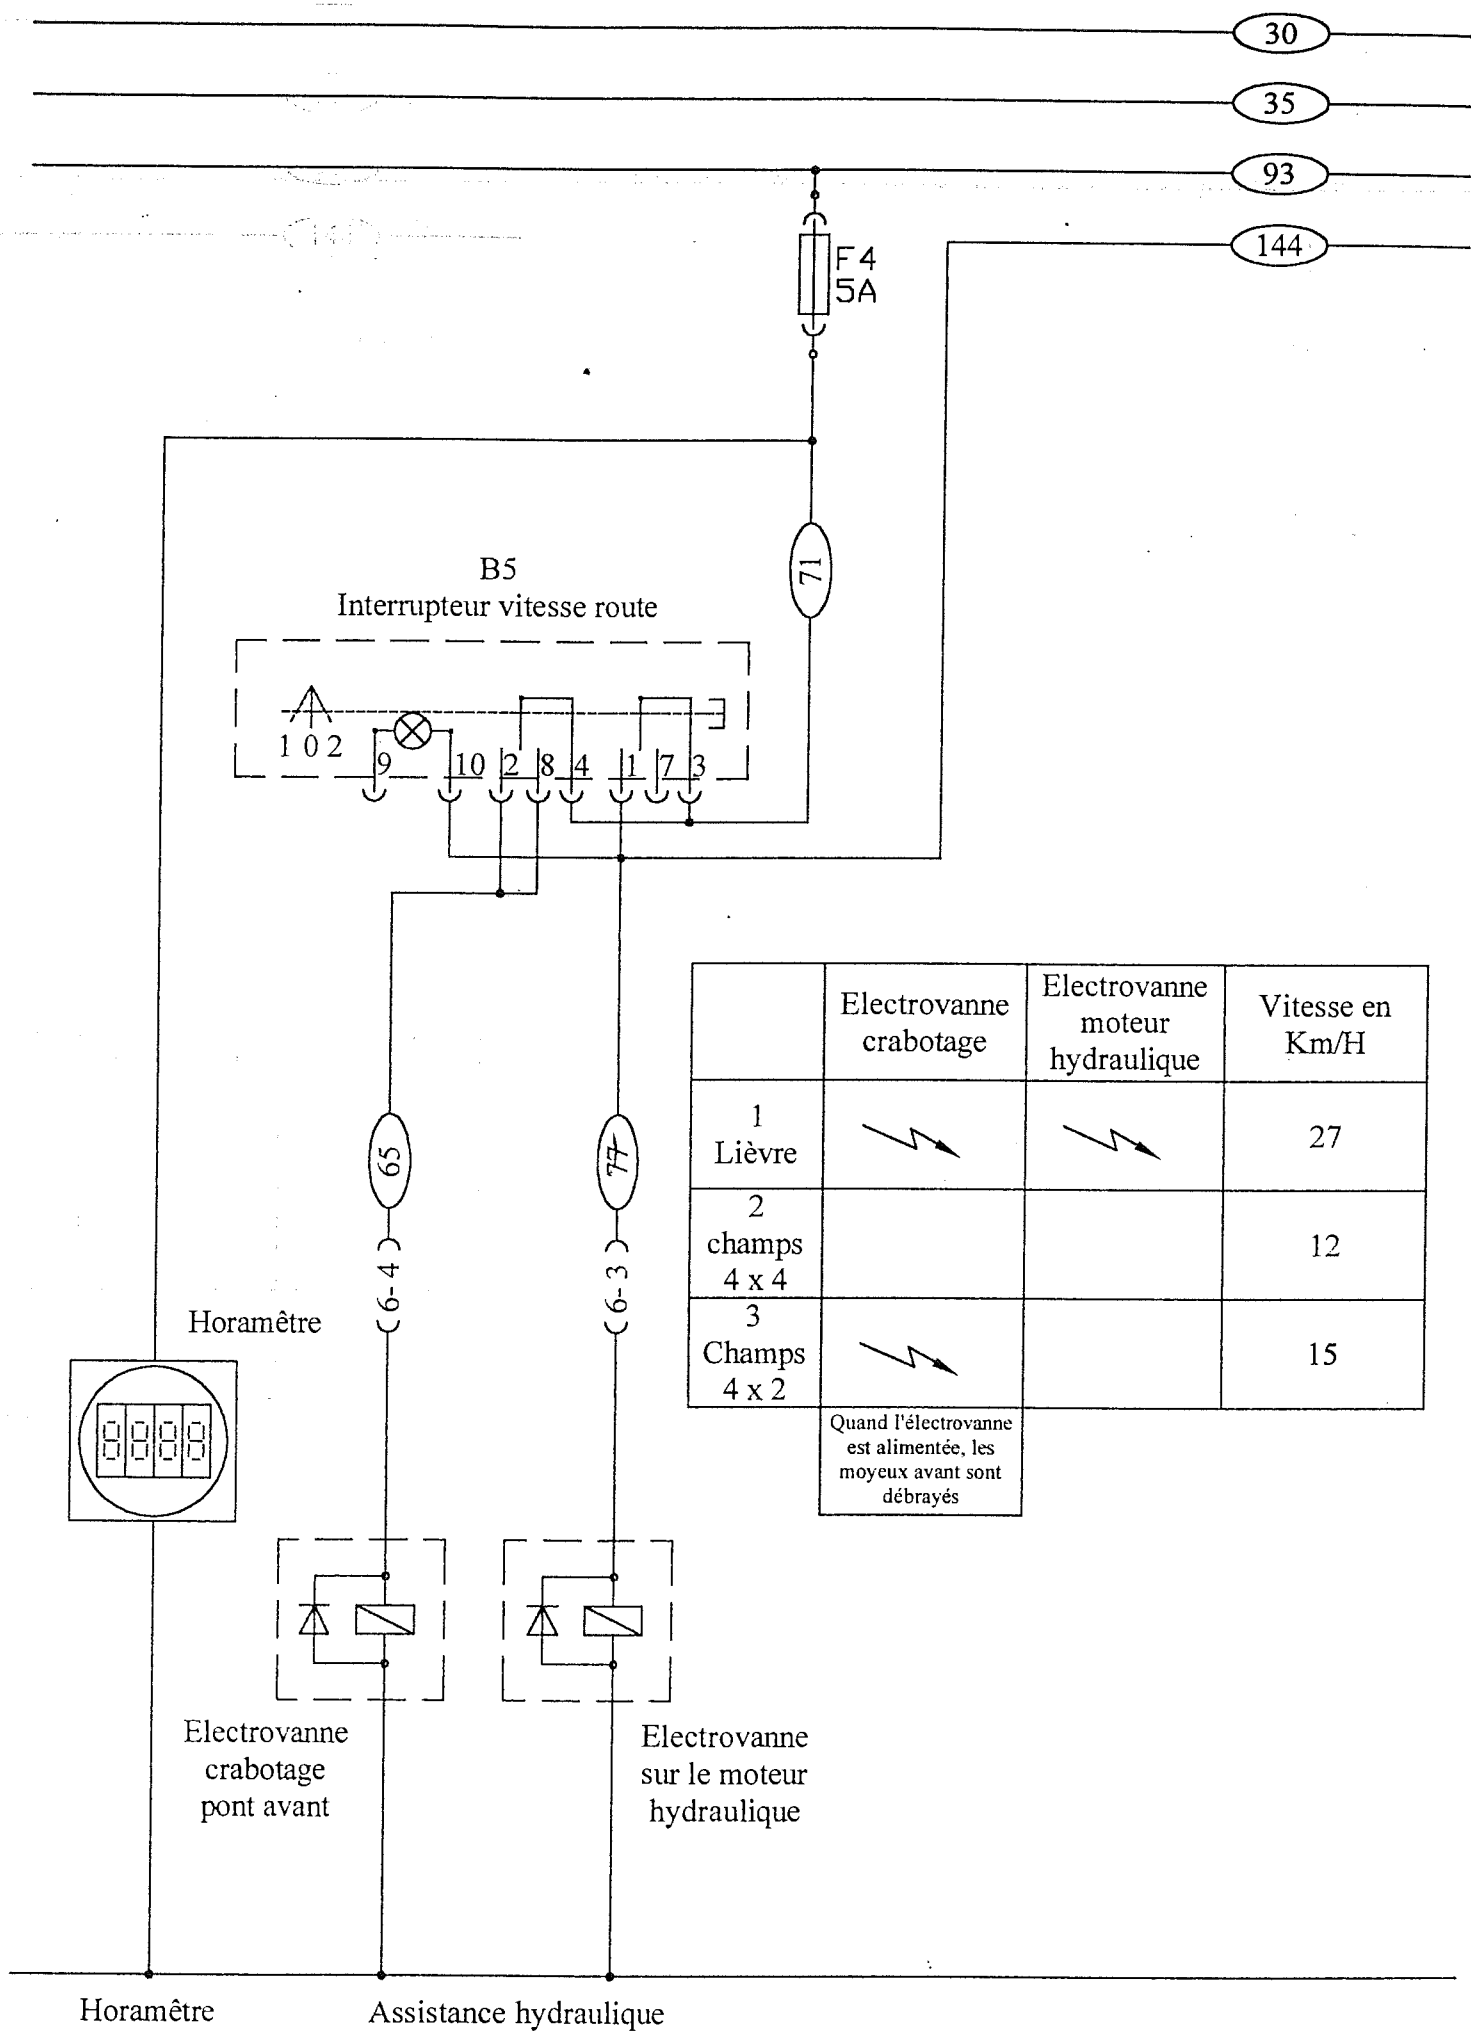 30
35
93
144
F4
5A
71
B5
Interrupteur vitesse route
1 0 2
9 10 2 8 4 1 7 3
65
77
6-4
6-3
Electrovanne
crabotage
Electrovanne
moteur
hydraulique
Vitesse en
Km/H
1
Lièvre
27
2
champs
4 x 4
12
3
Champs
4 x 2
15
Quand l'électrovanne
est alimentée, les
moyeux avant sont
débrayés
Horamêtre
8888
Electrovanne
crabotage
pont avant
Electrovanne
sur le moteur
hydraulique
Horamêtre
Assistance hydraulique